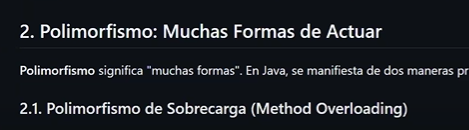 2. Polimorfismo: Muchas Formas de Actuar
Polimorfismo significa "muchas formas". En Java, se manifiesta de dos maneras
2.1. Polimorfismo de Sobrecarga (Method Overloading)